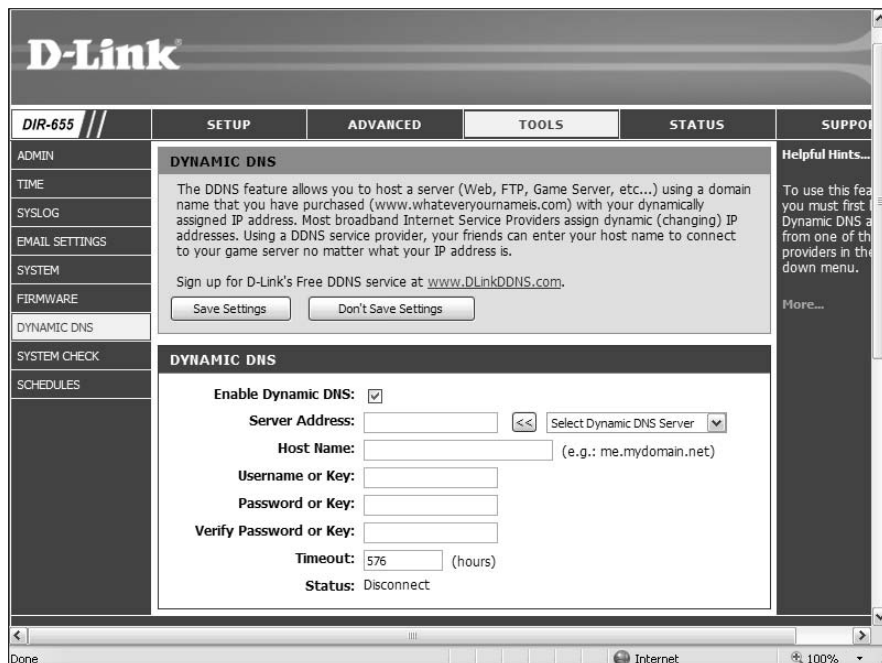 D-Link
DIR-655
SETUP
ADVANCED
TOOLS
STATUS
SUPPO
ADMIN
TIME
SYSLOG
EMAIL SETTINGS
SYSTEM
FIRMWARE
DYNAMIC DNS
SYSTEM CHECK
SCHEDULES
DYNAMIC DNS
The DDNS feature allows you to host a server (Web, FTP, Game Server, etc...) using a domain
name that you have purchased (www.whateveryournameis.com) with your dynamically
assigned IP address. Most broadband Internet Service Providers assign dynamic (changing) IP
addresses. Using a DDNS service provider, your friends can enter your host name to connect
to your game server no matter what your IP address is.
Sign up for D-Link's Free DDNS service at www.DLinkDDNS.com.
Save Settings
Don't Save Settings
DYNAMIC DNS
Enable Dynamic DNS:
Server Address: << Select Dynamic DNS Server
Host Name: (e.g.: me.mydomain.net)
Username or Key:
Password or Key:
Verify Password or Key:
Timeout: 576 (hours)
Status: Disconnect
Helpful Hints...
To use this fea
you must first
Dynamic DNS a
from one of th
providers in the
down menu.
More...
Done
Internet
100%